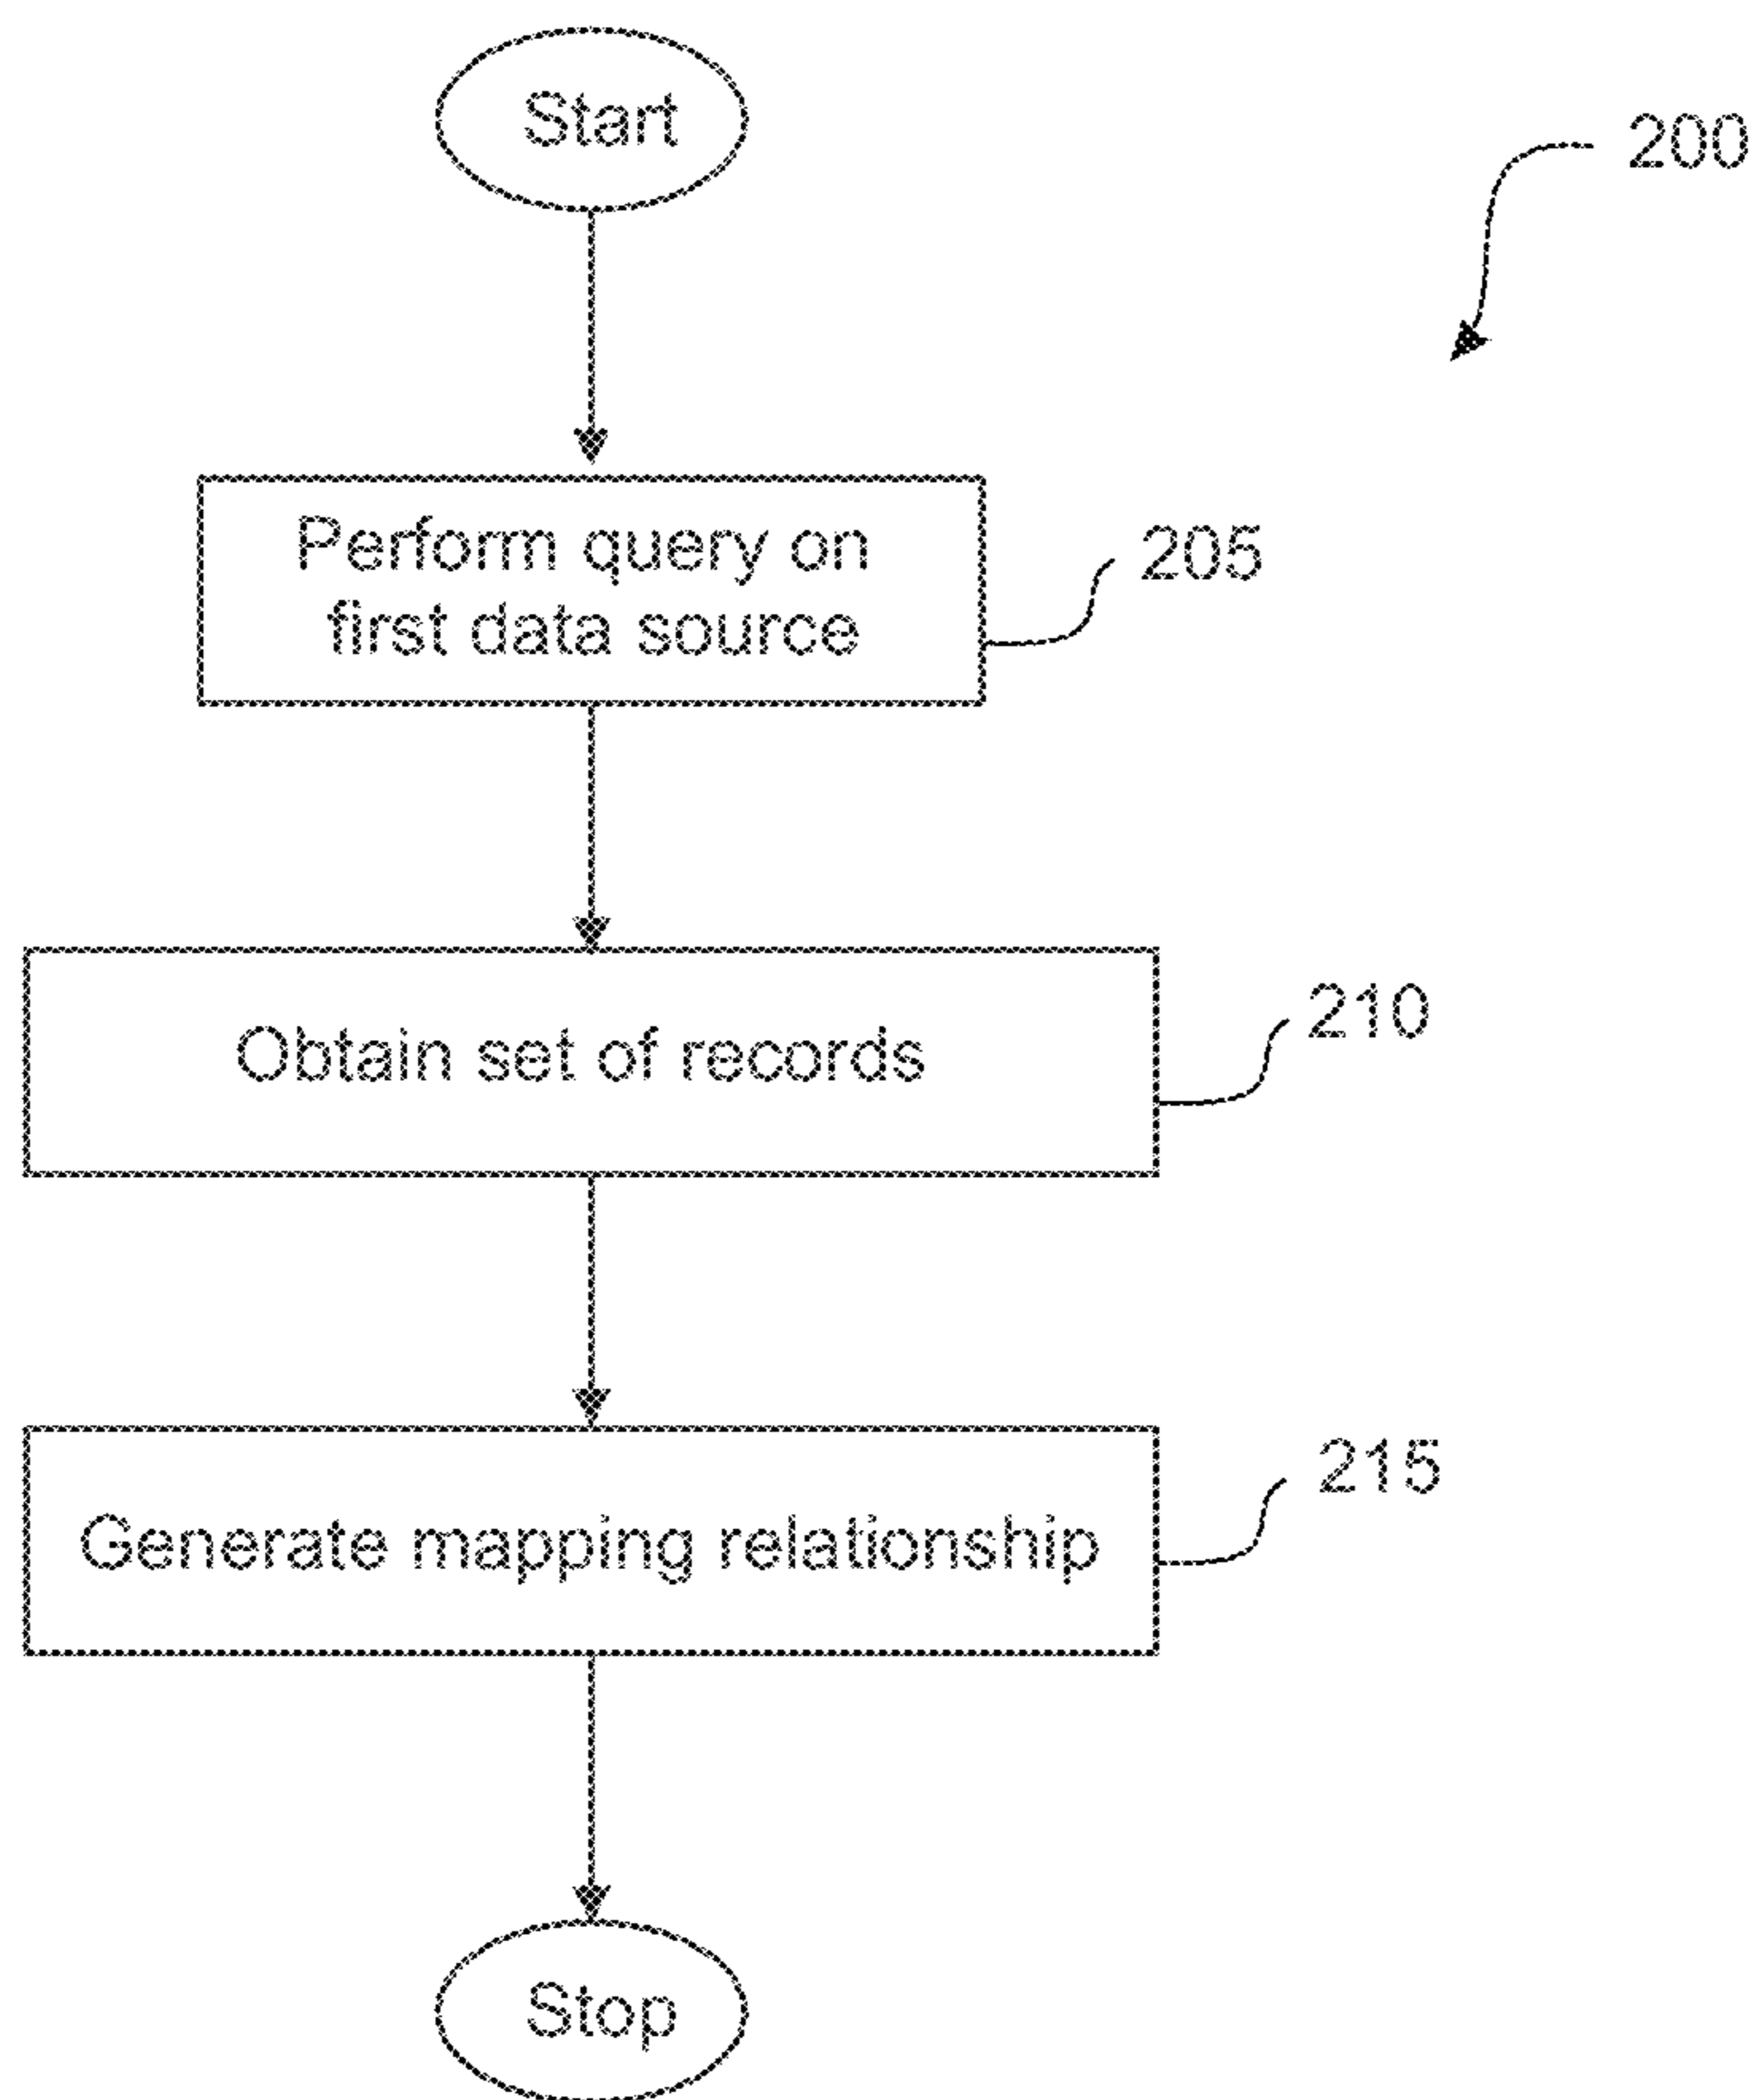 Start
200
Perform query on
first data source
205
Obtain set of records
210
Generate mapping relationship
215
Stop